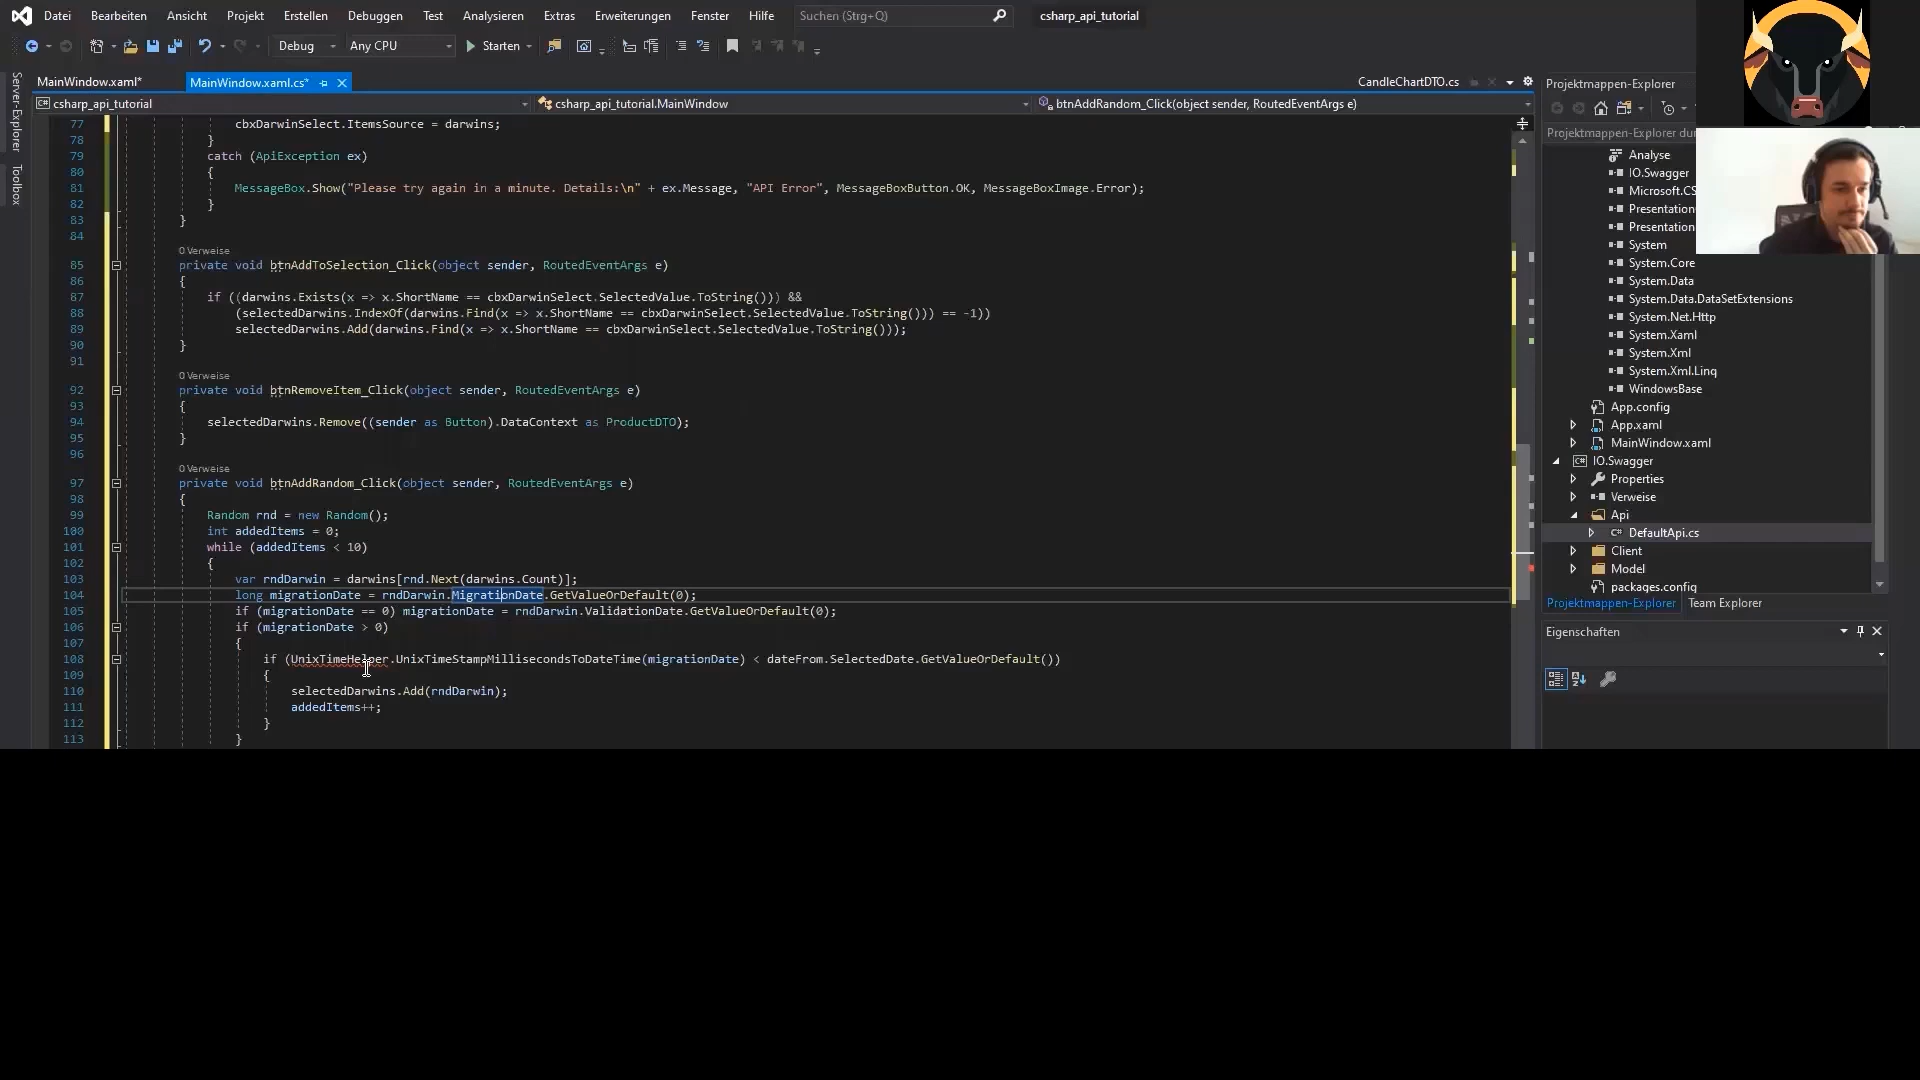 Datei Bearbeiten Ansicht Projekt Erstellen Debuggen Test Analysieren Extras Erweiterungen Fenster Hilfe Suchen (Strg+Q) csharp_api_tutorial
Debug Any CPU Starten
MainWindow.xaml* MainWindow.xaml.cs* CandleChartDTO.cs
csharp_api_tutorial csharp_api_tutorial.MainWindow btnAddRandom_Click(object sender, RoutedEventArgs e)
Server-Explorer
Toolbox
77 cbxDarwinSelect.ItemsSource = darwins;
78 }
79 catch (ApiException ex)
80 {
81 MessageBox.Show("Please try again in a minute. Details:\n" + ex.Message, "API Error", MessageBoxButton.OK, MessageBoxImage.Error);
82 }
83 }
84
0 Verweise
85 private void btnAddToSelection_Click(object sender, RoutedEventArgs e)
86 {
87 if ((darwins.Exists(x => x.ShortName == cbxDarwinSelect.SelectedValue.ToString())) &&
88 (selectedDarwins.IndexOf(darwins.Find(x => x.ShortName == cbxDarwinSelect.SelectedValue.ToString())) == -1))
89 selectedDarwins.Add(darwins.Find(x => x.ShortName == cbxDarwinSelect.SelectedValue.ToString()));
90 }
91
0 Verweise
92 private void btnRemoveItem_Click(object sender, RoutedEventArgs e)
93 {
94 selectedDarwins.Remove((sender as Button).DataContext as ProductDTO);
95 }
96
0 Verweise
97 private void btnAddRandom_Click(object sender, RoutedEventArgs e)
98 {
99 Random rnd = new Random();
100 int addedItems = 0;
101 while (addedItems < 10)
102 {
103 var rndDarwin = darwins[rnd.Next(darwins.Count)];
104 long migrationDate = rndDarwin.MigrationDate.GetValueOrDefault(0);
105 if (migrationDate == 0) migrationDate = rndDarwin.ValidationDate.GetValueOrDefault(0);
106 if (migrationDate > 0)
107 {
108 if (UnixTimeHelper.UnixTimeStampMillisecondsToDateTime(migrationDate) < dateFrom.SelectedDate.GetValueOrDefault())
109 {
110 selectedDarwins.Add(rndDarwin);
111 addedItems++;
112 }
113 }
Projektmappen-Explorer
Projektmappen-Explorer dur
Analyse
IO.Swagger
Microsoft.CS
Presentation
Presentation
System
System.Core
System.Data
System.Data.DataSetExtensions
System.Net.Http
System.Xaml
System.Xml
System.Xml.Linq
WindowsBase
App.config
App.xaml
MainWindow.xaml
IO.Swagger
Properties
Verweise
Api
DefaultApi.cs
Client
Model
packages.config
Projektmappen-Explorer Team Explorer
Eigenschaften